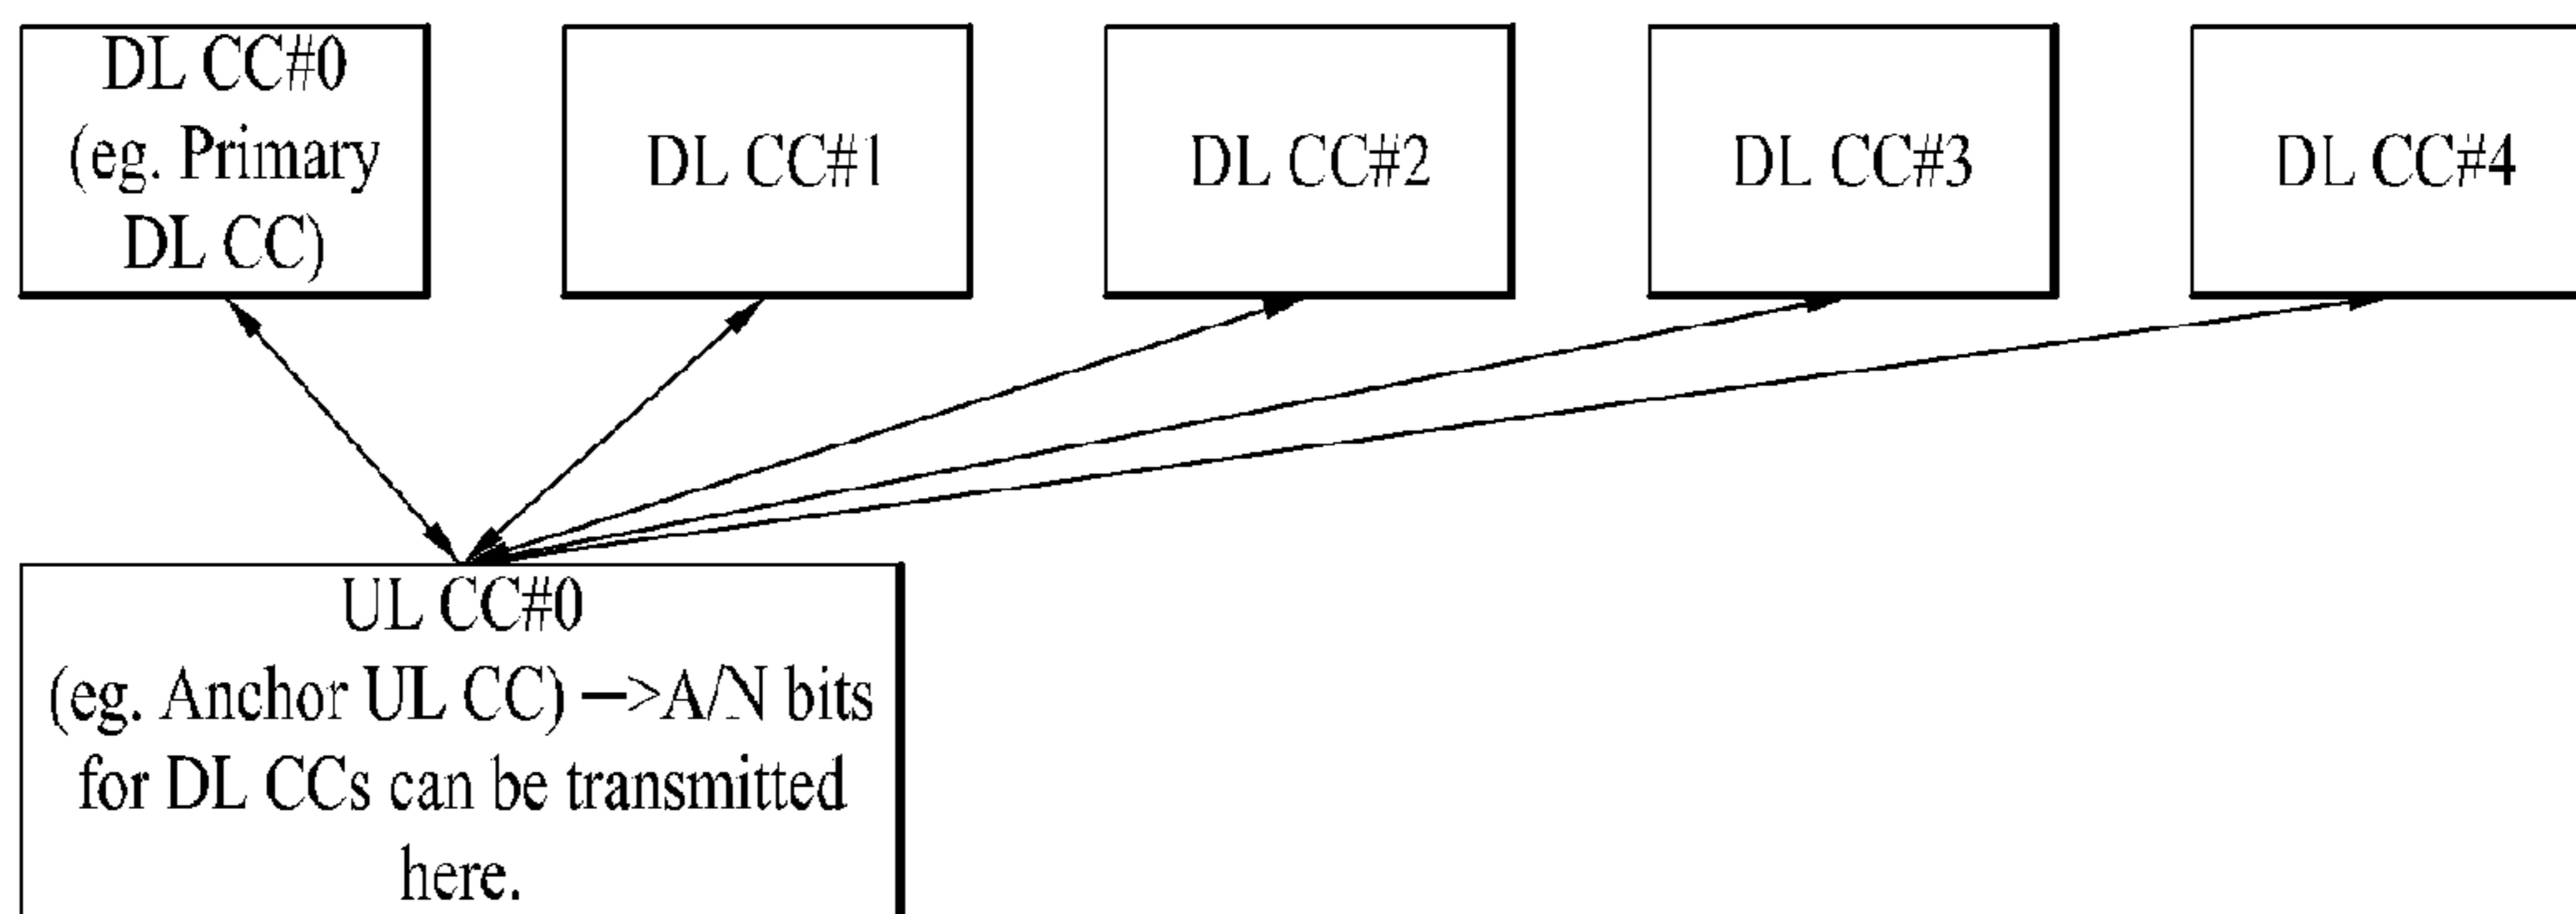 DL CC#0
(eg. Primary
DL CC)
DL CC#1
DL CC#2
DL CC#3
DL CC#4
UL CC#0
(eg. Anchor UL CC) —>A/N bits
for DL CCs can be transmitted
here.